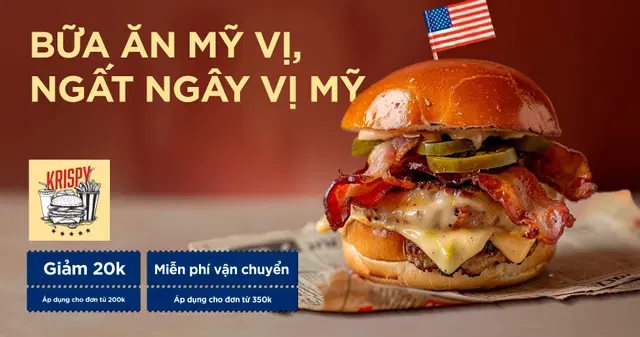 BỮA ĂN MỸ VỊ,
NGẤT NGÂY VỊ MỸ
KRISPY
Giảm 20k
Áp dụng cho đơn từ 200k
Miễn phí vận chuyển
Áp dụng cho đơn từ 350k